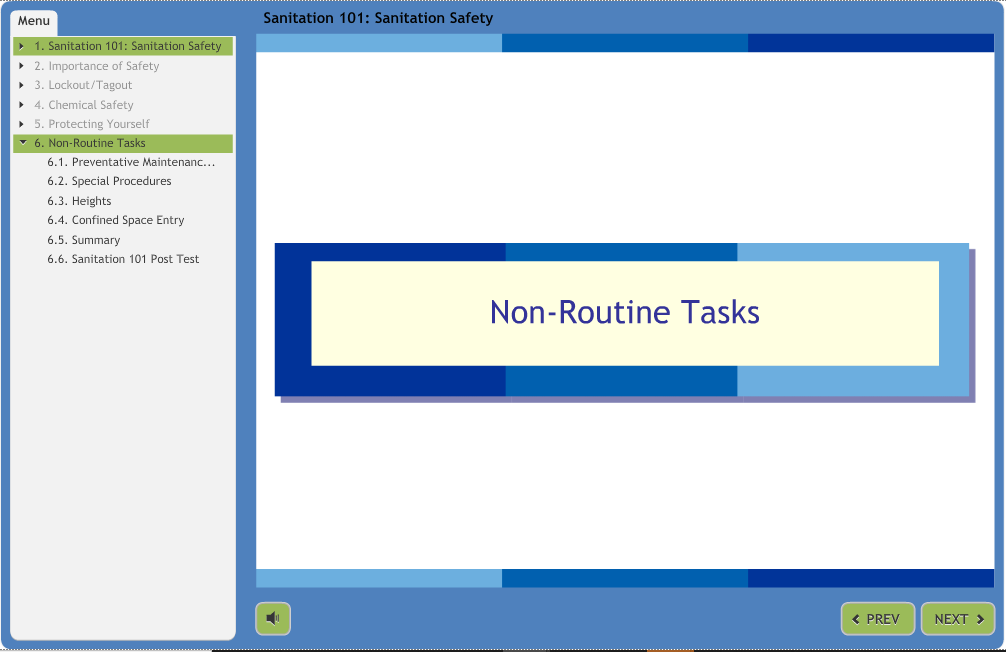 Menu
1. Sanitation 101: Sanitation Safety
2. Importance of Safety
3. Lockout/Tagout
4. Chemical Safety
5. Protecting Yourself
6. Non-Routine Tasks
6.1. Preventative Maintenanc...
6.2. Special Procedures
6.3. Heights
6.4. Confined Space Entry
6.5. Summary
6.6. Sanitation 101 Post Test
Sanitation 101: Sanitation Safety
Non-Routine Tasks
PREV
NEXT